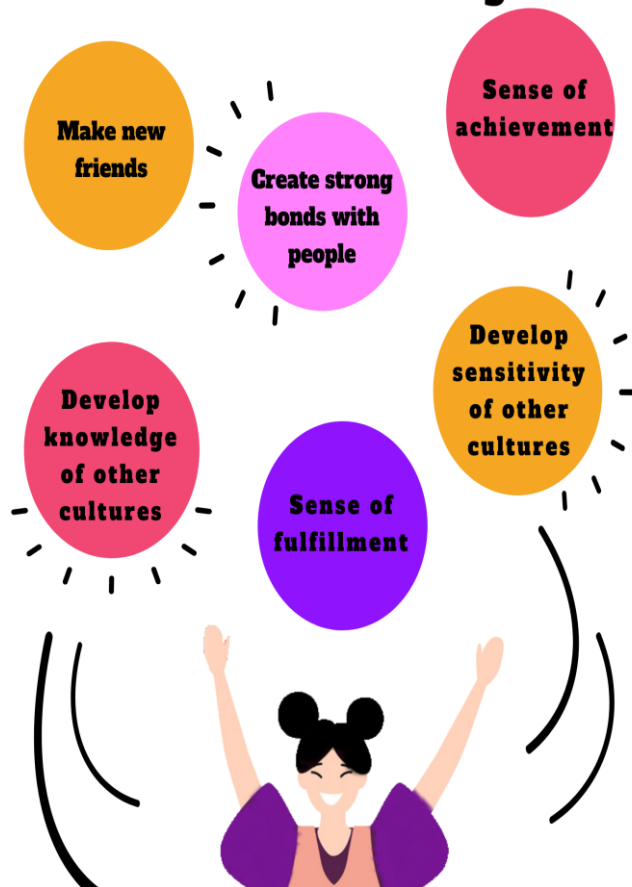 Make new
friends
Create strong
bonds with
people
Sense of
achievement
Develop
knowledge
of other
cultures
Develop
sensitivity
of other
cultures
Sense of
fulfillment